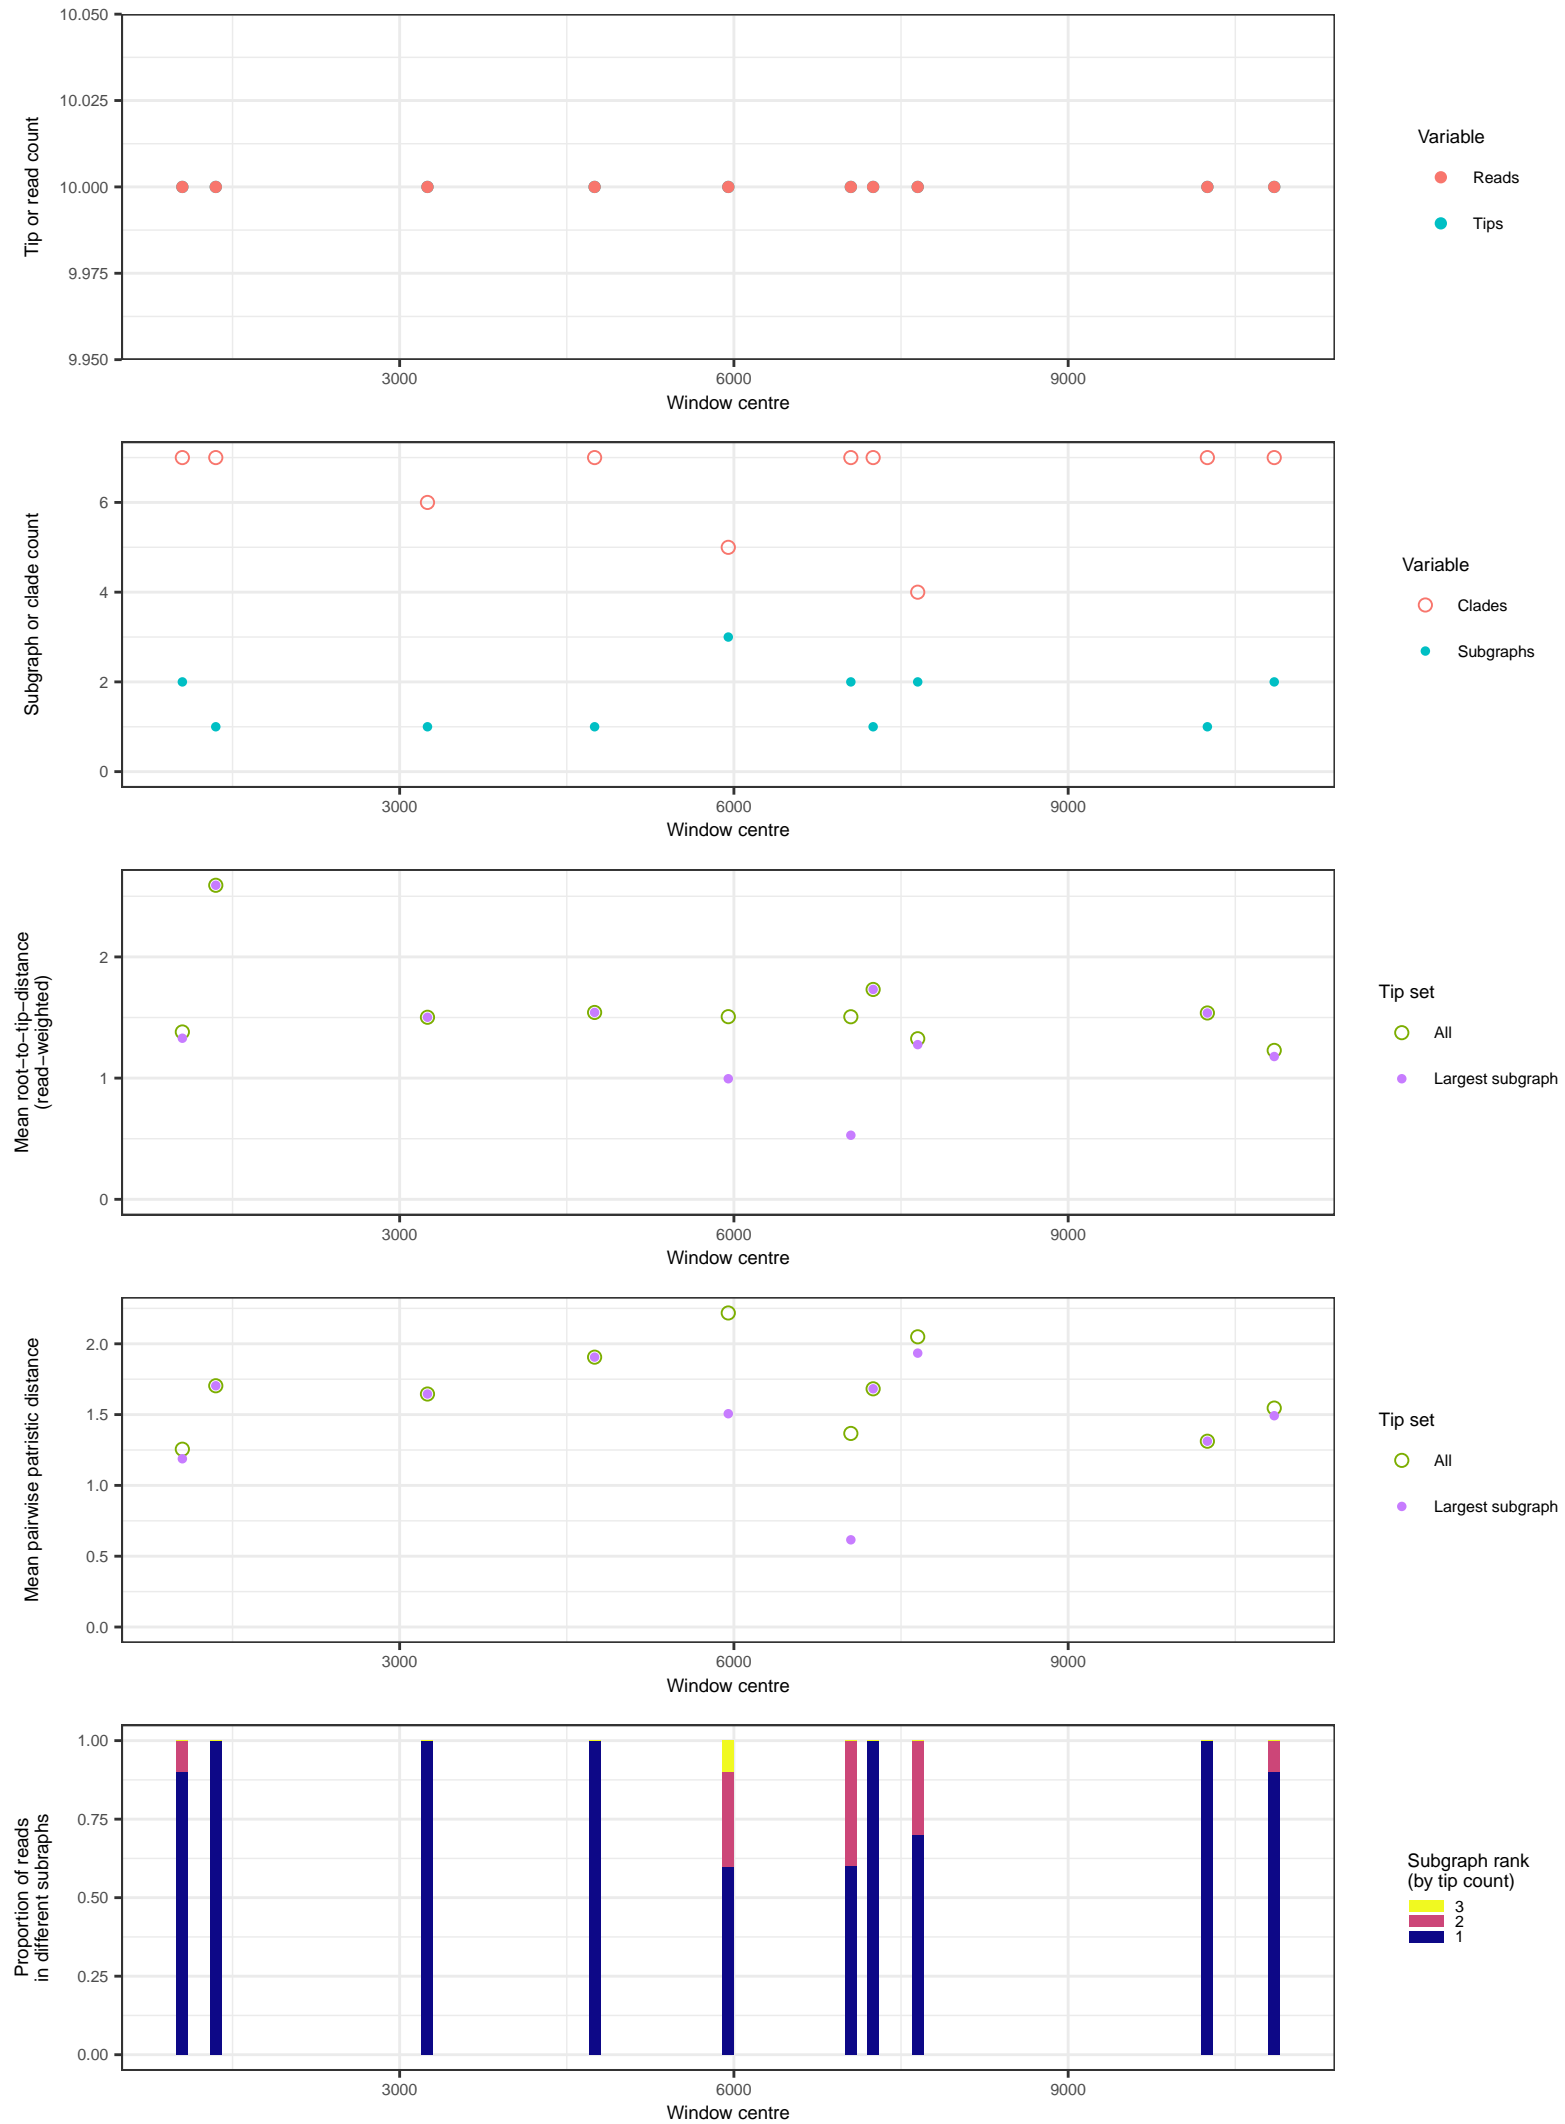 10.050
10.025
10.000
9.975
9.950
Tip or read count
3000 6000 9000
Window centre
Variable
Reads
Tips
6
4
2
0
Subgraph or clade count
3000 6000 9000
Window centre
Variable
Clades
Subgraphs
2
1
0
Mean root−to−tip−distance
(read−weighted)
3000 6000 9000
Window centre
Tip set
All
Largest subgraph
2.0
1.5
1.0
0.5
0.0
Mean pairwise patristic distance
3000 6000 9000
Window centre
Tip set
All
Largest subgraph
1.00
0.75
0.50
0.25
0.00
Proportion of reads
in different subraphs
3000 6000 9000
Window centre
Subgraph rank
(by tip count)
3
2
1